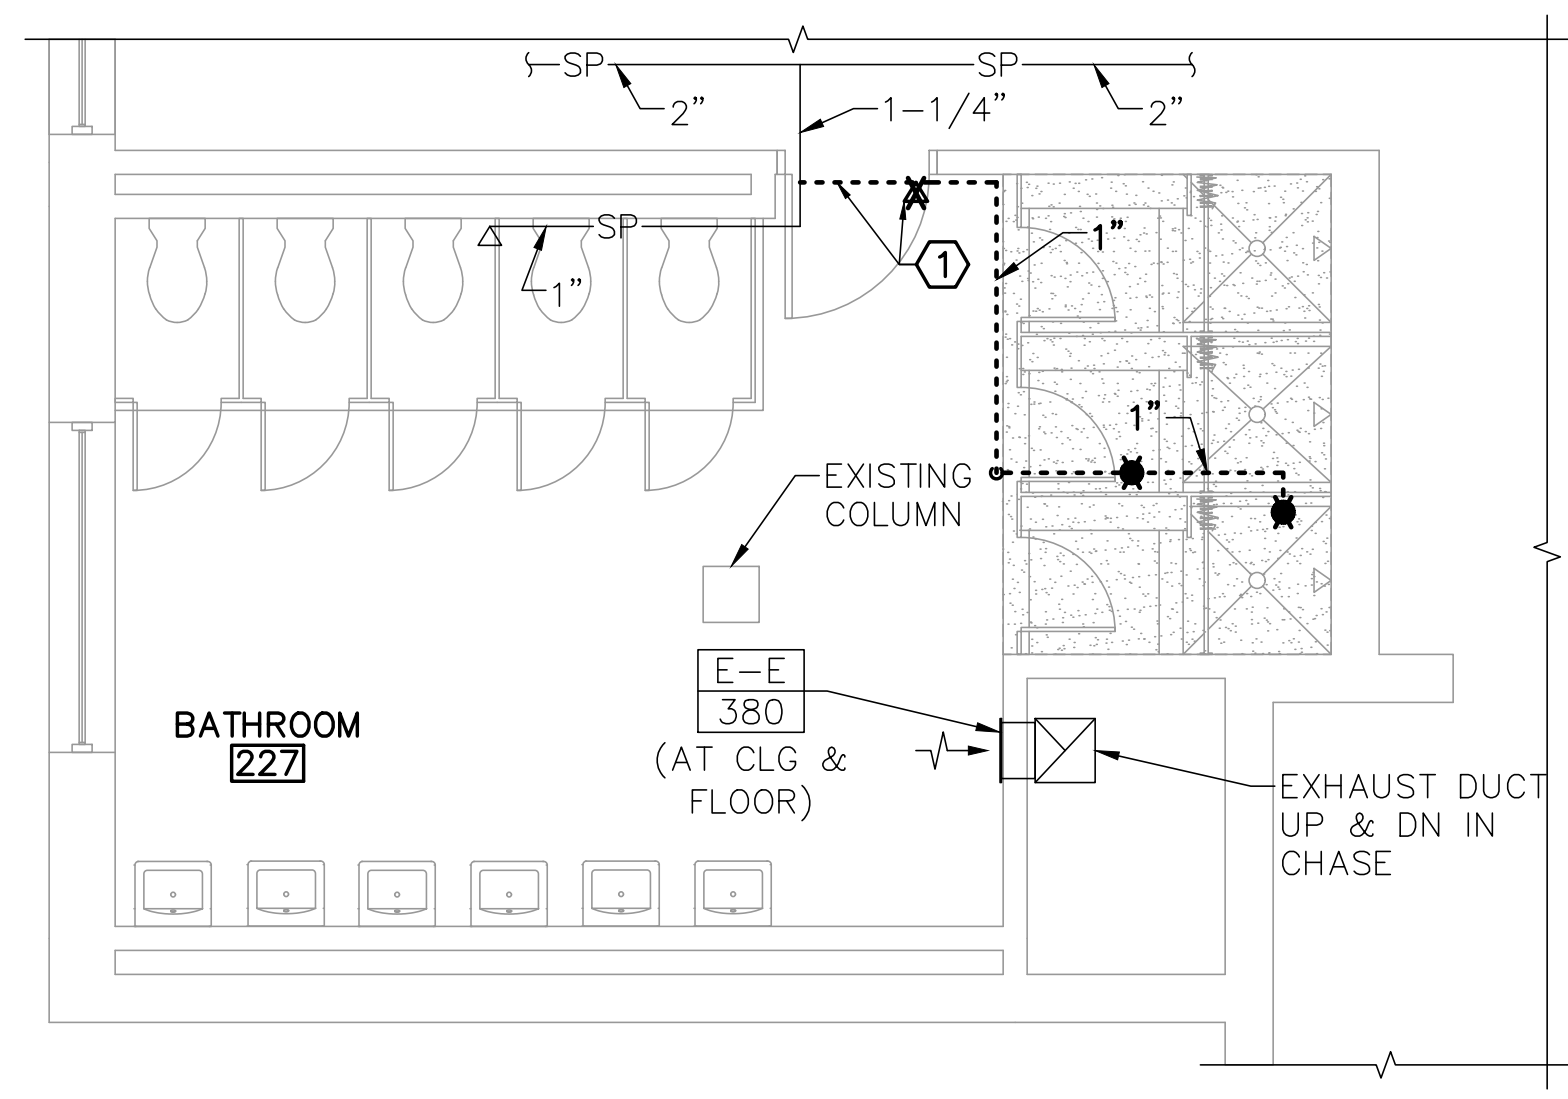 SP
SP
2”
1-1/4”
2”
SP
1”
1
1”
1”
EXISTING
COLUMN
E-E
380
(AT CLG &
FLOOR)
BATHROOM
227
EXHAUST DUCT
UP & DN IN
CHASE